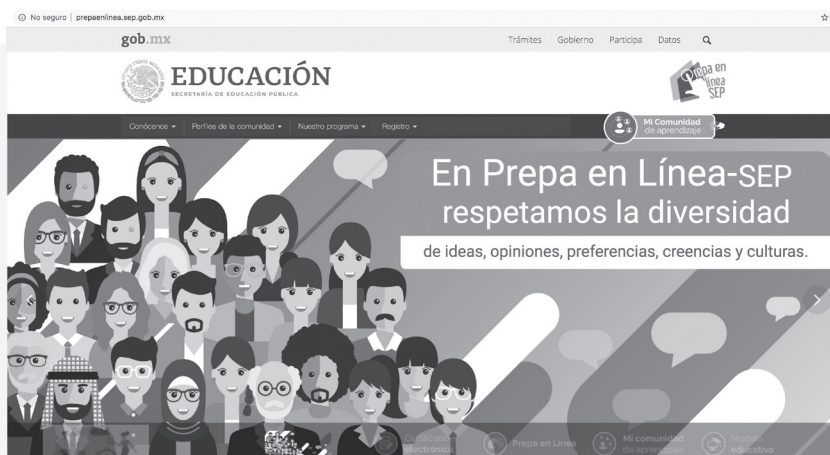 No seguro | prepaenlinea.sep.gob.mx
gob.mx
Trámites Gobierno Participa Datos
EDUCACIÓN
SECRETARÍA DE EDUCACIÓN PÚBLICA
Prepa en
línea
SEP
Conócenos Perfiles de la comunidad Nuestro programa Registro
Mi Comunidad
de aprendizaje
En Prepa en Línea-SEP
respetamos la diversidad
de ideas, opiniones, preferencias, creencias y culturas.
Certificado
electrónico
Prepa en Línea
Mi comunidad
de aprendizaje
Modelo
educativo